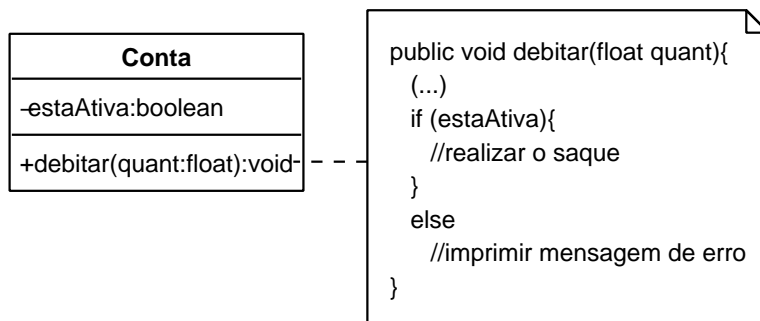 Conta
-estaAtiva:boolean
+debitar(quant:float):void
public void debitar(float quant){
(...)
if (estaAtiva){
//realizar o saque
}
else
//imprimir mensagem de erro
}